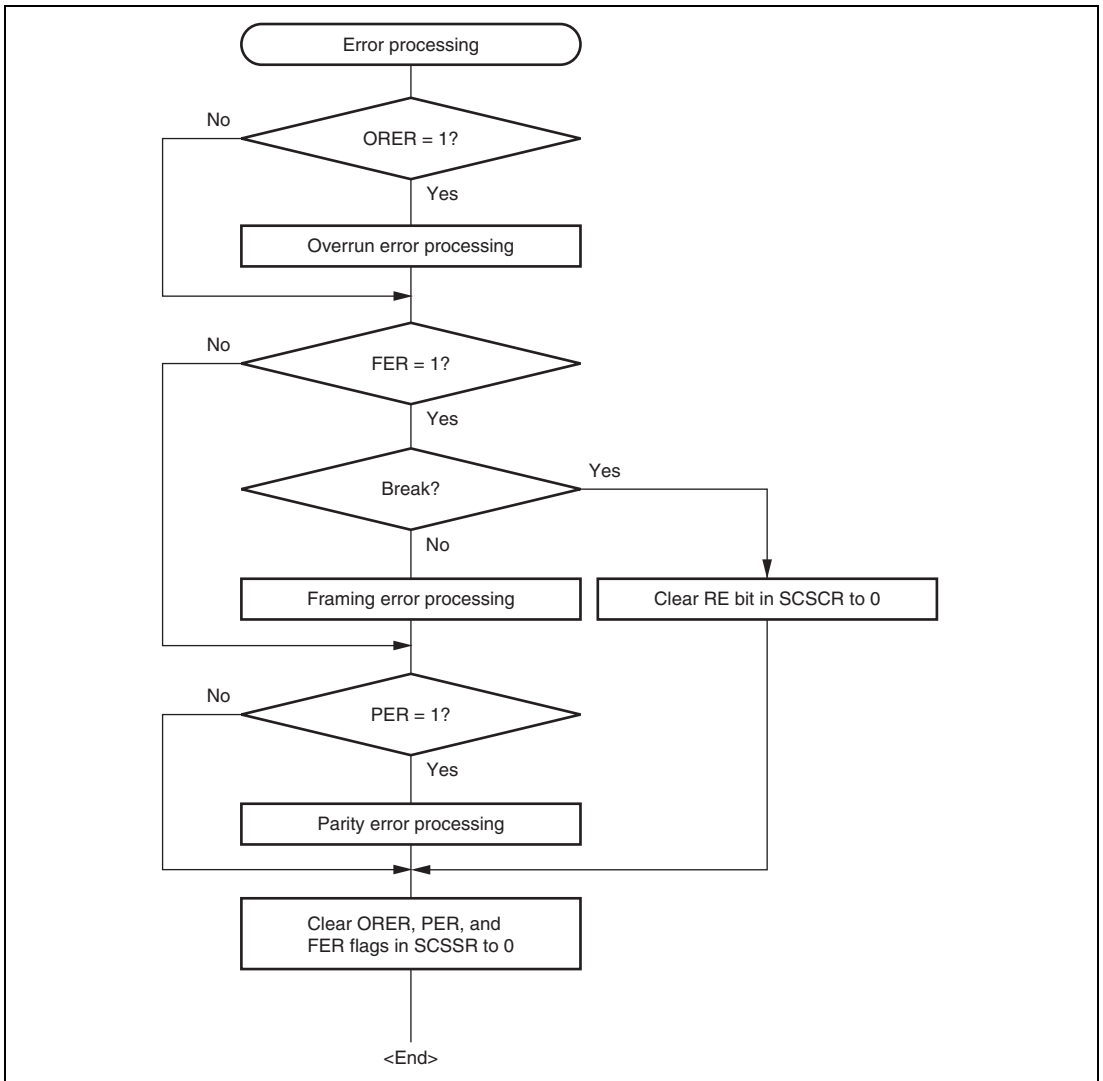 Error processing
No
ORER = 1?
Yes
Overrun error processing
No
FER = 1?
Yes
Break?
Yes
No
Framing error processing
Clear RE bit in SCSCR to 0
No
PER = 1?
Yes
Parity error processing
Clear ORER, PER, and
FER flags in SCSSR to 0
<End>